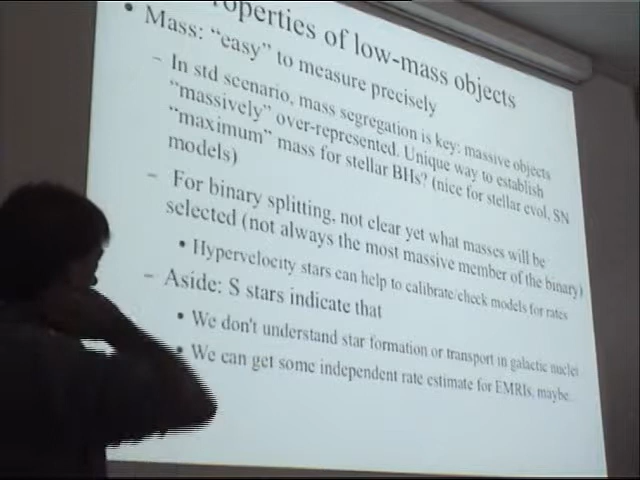 operties of low-mass objects
• Mass: “easy” to measure precisely
– In std scenario, mass segregation is key: massive objects
“massively” over-represented. Unique way to establish
“maximum” mass for stellar BHs? (nice for stellar evol, SN
models)
– For binary splitting, not clear yet what masses will be
selected (not always the most massive member of the binary)
• Hypervelocity stars can help to calibrate/check models for rates
– Aside: S stars indicate that
• We don't understand star formation or transport in galactic nuclei
• We can get some independent rate estimate for EMRIs, maybe